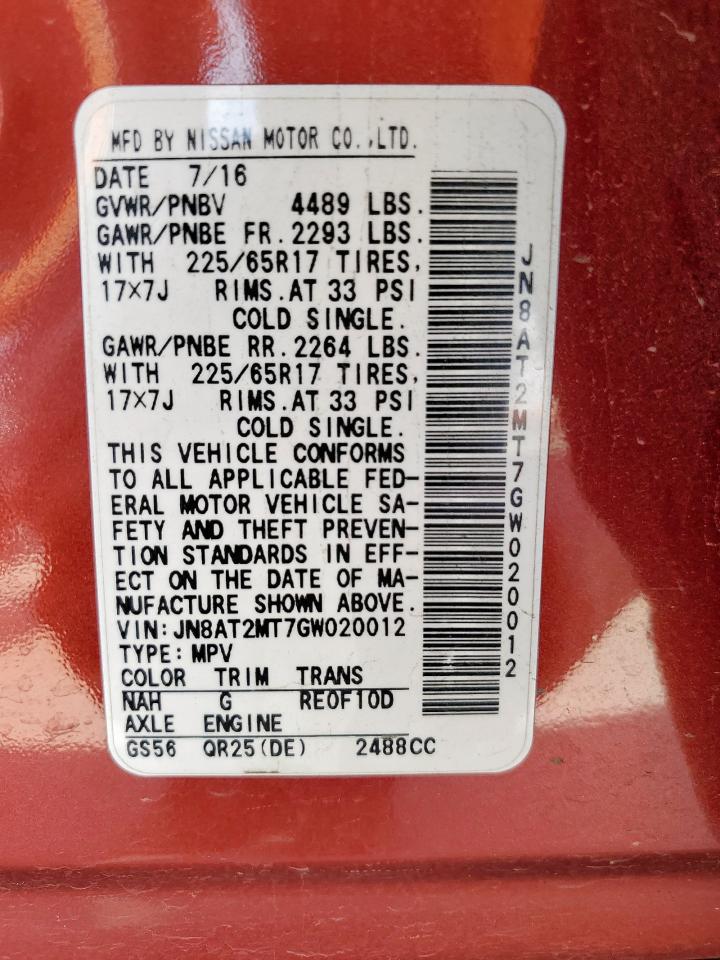 MFD BY NISSAN MOTOR CO.,LTD.
DATE 7/16
GVWR/PNBV 4489 LBS.
GAWR/PNBE FR.2293 LBS.
WITH 225/65R17 TIRES,
17×7J RIMS.AT 33 PSI
COLD SINGLE.
GAWR/PNBE RR.2264 LBS.
WITH 225/65R17 TIRES,
17×7J RIMS.AT 33 PSI
COLD SINGLE.
THIS VEHICLE CONFORMS
TO ALL APPLICABLE FED-
ERAL MOTOR VEHICLE SA-
FETY AND THEFT PREVEN-
TION STANDARDS IN EFF-
ECT ON THE DATE OF MA-
NUFACTURE SHOWN ABOVE.
VIN:JN8AT2MT7GW020012
TYPE:MPV
COLOR TRIM TRANS
NAH G RE0F10D
AXLE ENGINE
GS56 QR25(DE) 2488CC
JN8AT2MT7GW020012